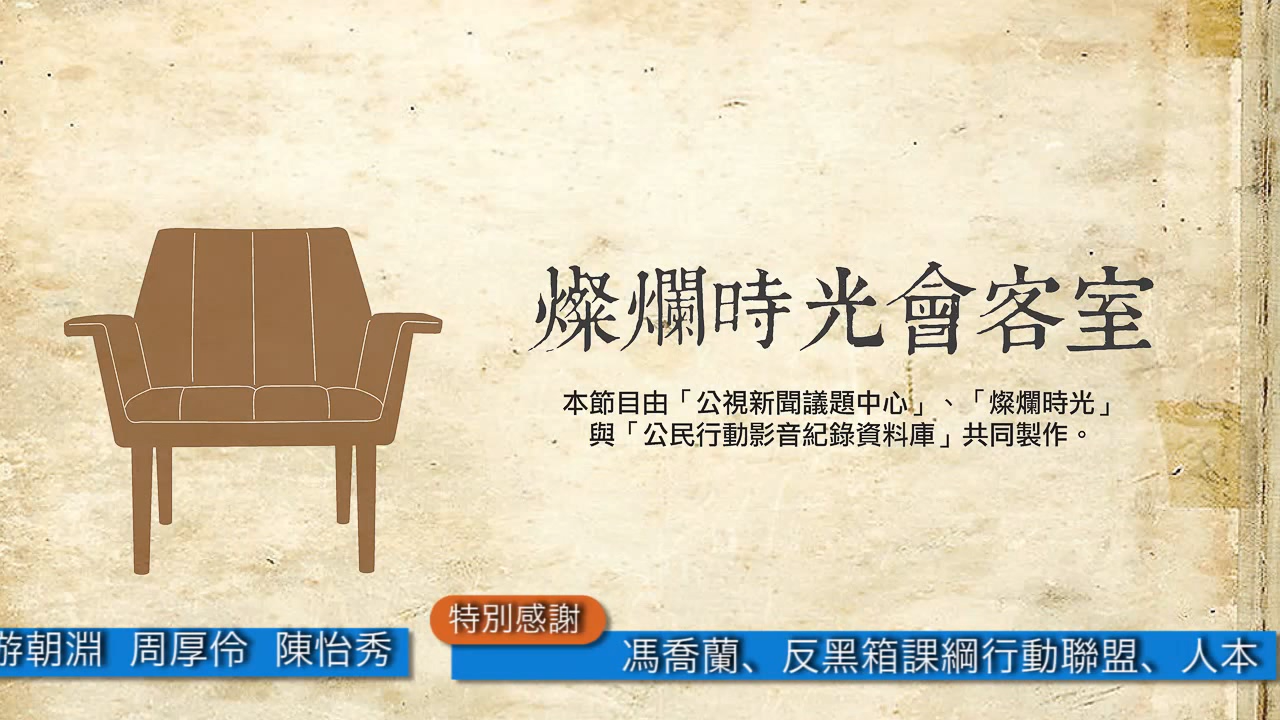 燦爛時光會客室
本節目由「公視新聞議題中心」、「燦爛時光」
與「公民行動影音紀錄資料庫」共同製作。
特別感謝
游朝淵 周厚伶 陳怡秀
馮喬蘭、反黑箱課綱行動聯盟、人本